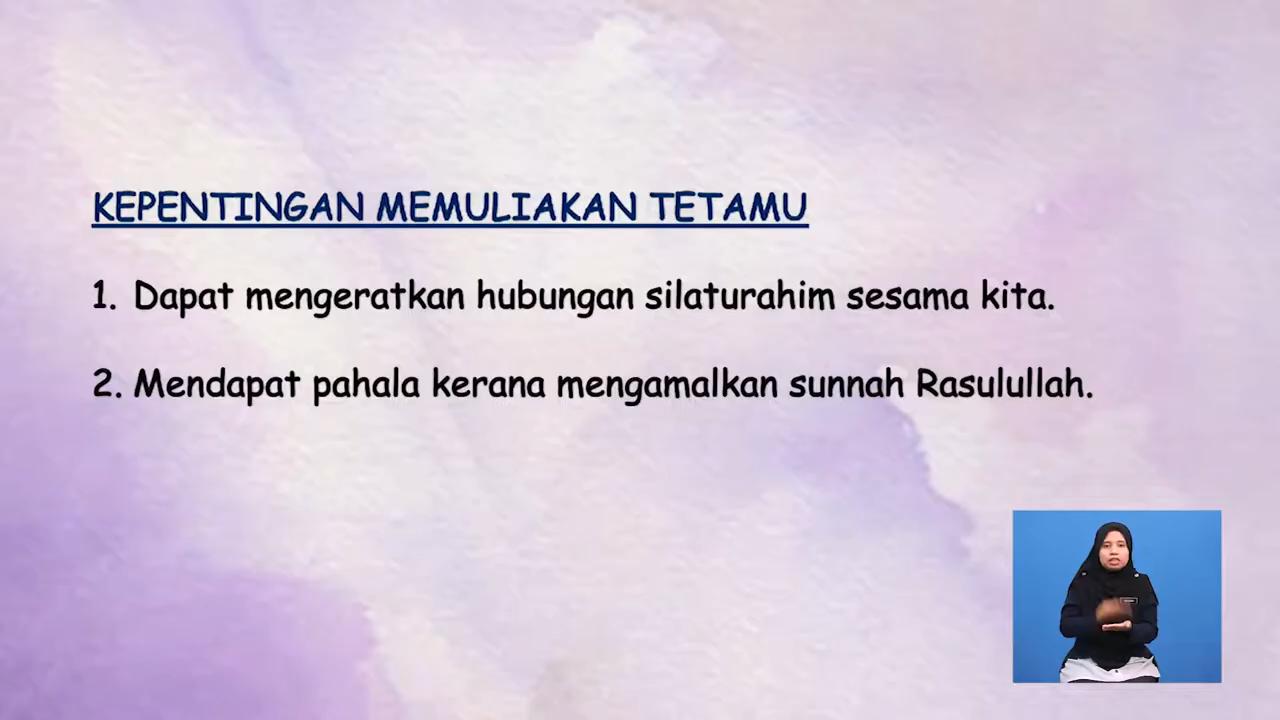 KEPENTINGAN MEMULIAKAN TETAMU
1. Dapat mengeratkan hubungan silaturahim sesama kita.
2. Mendapat pahala kerana mengamalkan sunnah Rasulullah.